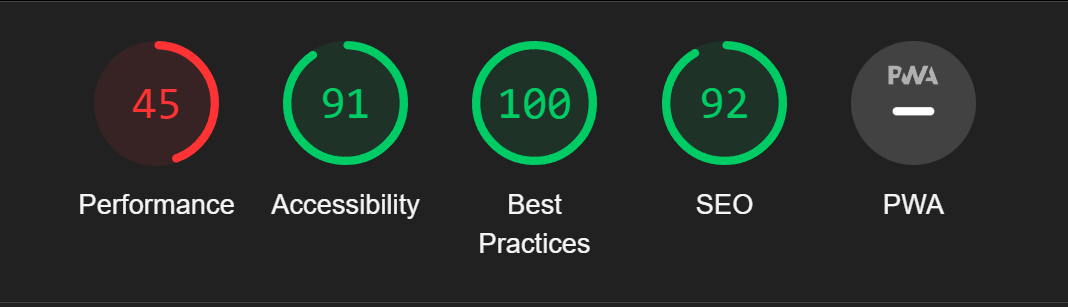 45
91
100
92
PWA
Performance
Accessibility
Best
Practices
SEO
PWA